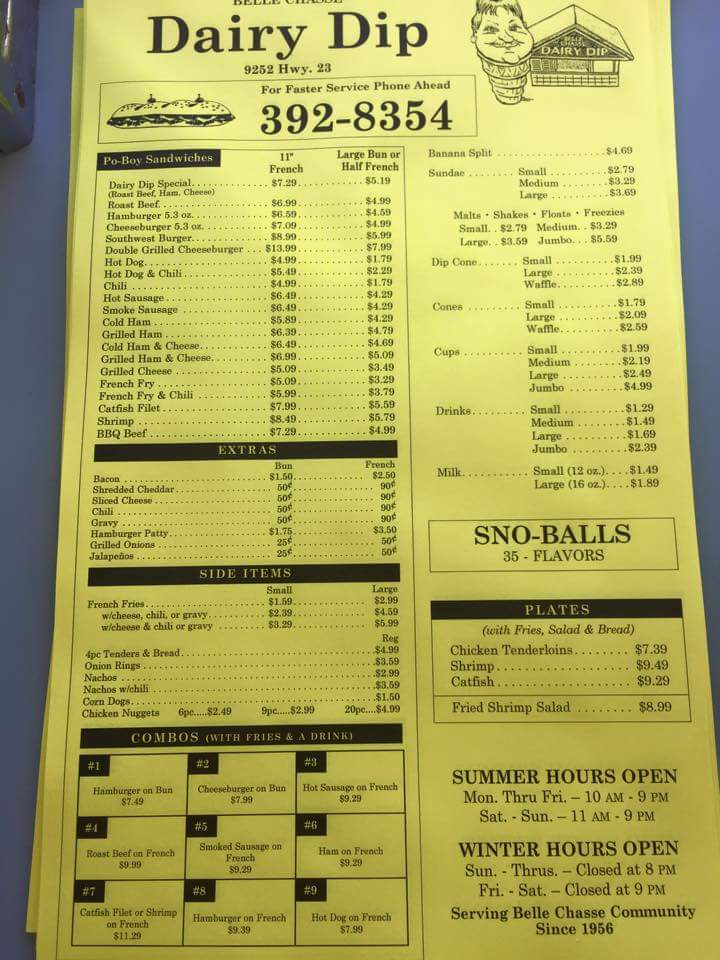 BELLE CHASSE
Dairy Dip
9252 Hwy. 23
BELLE CHASSE
DAIRY DIP
For Faster Service Phone Ahead
392-8354
Po-Boy Sandwiches 11" French Large Bun or Half French
Dairy Dip Special $7.29 $5.19
(Roast Beef, Ham, Cheese)
Roast Beef $6.99 $4.99
Hamburger 5.3 oz. $6.59 $4.59
Cheeseburger 5.3 oz. $7.09 $4.99
Southwest Burger $8.99 $5.99
Double Grilled Cheeseburger $13.99 $7.99
Hot Dog $4.99 $1.79
Hot Dog & Chili $5.49 $2.29
Chili $4.99 $1.79
Hot Sausage $6.49 $4.29
Smoke Sausage $6.49 $4.29
Cold Ham $5.89 $4.29
Grilled Ham $6.39 $4.79
Cold Ham & Cheese $6.49 $4.69
Grilled Ham & Cheese $6.99 $5.09
Grilled Cheese $5.09 $3.49
French Fry $5.09 $3.29
French Fry & Chili $5.99 $3.79
Catfish Filet $7.99 $5.59
Shrimp $8.49 $5.79
BBQ Beef $7.29 $4.99
EXTRAS
Bun French
Bacon $1.50 $2.50
Shredded Cheddar 50¢ 90¢
Sliced Cheese 50¢ 90¢
Chili 50¢ 90¢
Gravy 50¢ 90¢
Hamburger Patty $1.75 $3.50
Grilled Onions 25¢ 50¢
Jalapeños 25¢ 50¢
SIDE ITEMS
Small Large
French Fries $1.59 $2.99
w/cheese, chili, or gravy $2.39 $4.59
w/cheese & chili or gravy $3.29 $5.99
Reg
4pc Tenders & Bread $4.99
Onion Rings $3.59
Nachos $2.99
Nachos w/chili $3.59
Corn Dogs $1.50
Chicken Nuggets 6pc.....$2.49 9pc.....$2.99 20pc....$4.99
COMBOS (WITH FRIES & A DRINK)
#1
Hamburger on Bun
$7.49
#2
Cheeseburger on Bun
$7.99
#3
Hot Sausage on French
$9.29
#4
Roast Beef on French
$9.99
#5
Smoked Sausage on
French
$9.29
#6
Ham on French
$9.29
#7
Catfish Filet or Shrimp
on French
$11.29
#8
Hamburger on French
$9.39
#9
Hot Dog on French
$7.99
Banana Split $4.69
Sundae Small $2.79
Medium $3.29
Large $3.69
Malts • Shakes • Floats • Freezies
Small. . $2.79 Medium. . $3.29
Large. . $3.59 Jumbo. . . $5.59
Dip Cone Small $1.99
Large $2.39
Waffle $2.89
Cones Small $1.79
Large $2.09
Waffle $2.59
Cups Small $1.99
Medium $2.19
Large $2.49
Jumbo $4.99
Drinks Small $1.29
Medium $1.49
Large $1.69
Jumbo $2.39
Milk Small (12 oz.) $1.49
Large (16 oz.) $1.89
SNO-BALLS
35 - FLAVORS
PLATES
(with Fries, Salad & Bread)
Chicken Tenderloins $7.39
Shrimp $9.49
Catfish $9.29
Fried Shrimp Salad $8.99
SUMMER HOURS OPEN
Mon. Thru Fri. – 10 AM - 9 PM
Sat. - Sun. – 11 AM - 9 PM
WINTER HOURS OPEN
Sun. - Thrus. – Closed at 8 PM
Fri. - Sat. – Closed at 9 PM
Serving Belle Chasse Community
Since 1956